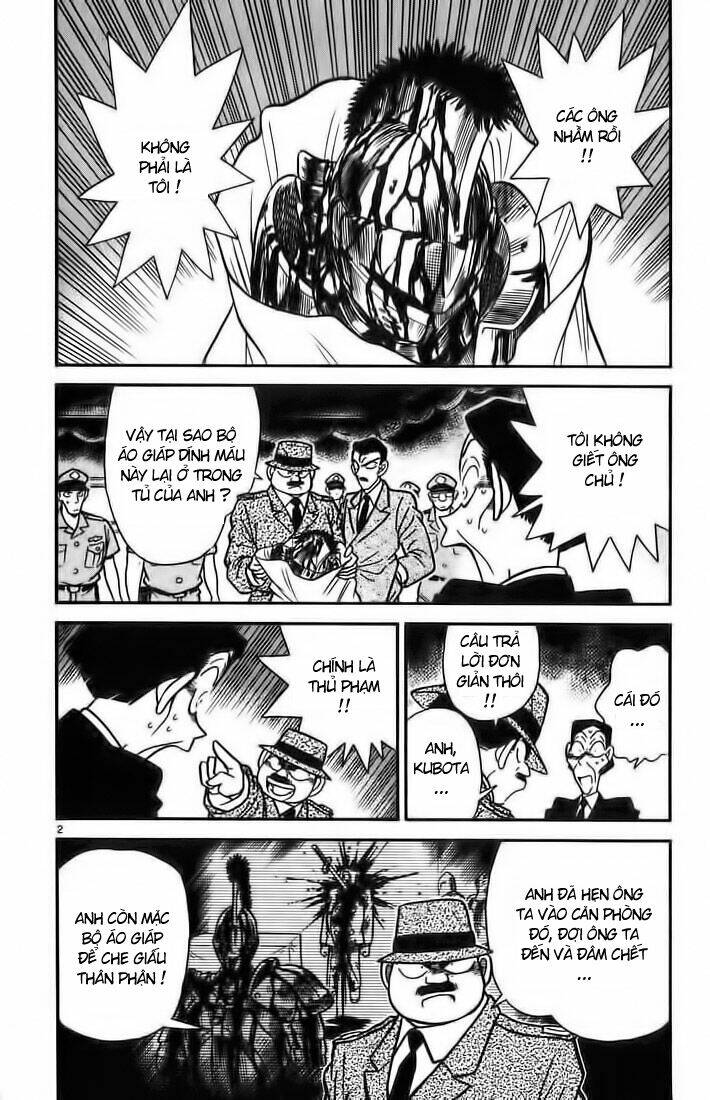 CÁC ÔNG
NHẦM RỒI
!!
KHÔNG
PHẢI LÀ
TÔI !
TÔI KHÔNG
GIẾT ÔNG
CHỦ !
VẬY TẠI SAO BỘ
ÁO GIÁP DÍNH MÁU
NÀY LẠI Ở TRONG
TỦ CỦA ANH ?
CÁI ĐÓ
...
CÂU TRẢ
LỜI ĐƠN
GIẢN THÔI
!!
ANH,
KUBOTA
...
CHÍNH LÀ
THỦ PHẠM
!!
2
ANH ĐÃ HẸN ÔNG
TA VÀO CĂN PHÒNG
ĐÓ, ĐỢI ÔNG TA
ĐẾN VÀ ĐÂM CHẾT
...
ANH CÒN MẶC
BỘ ÁO GIÁP
ĐỂ CHE GIẤU
THÂN PHẬN !